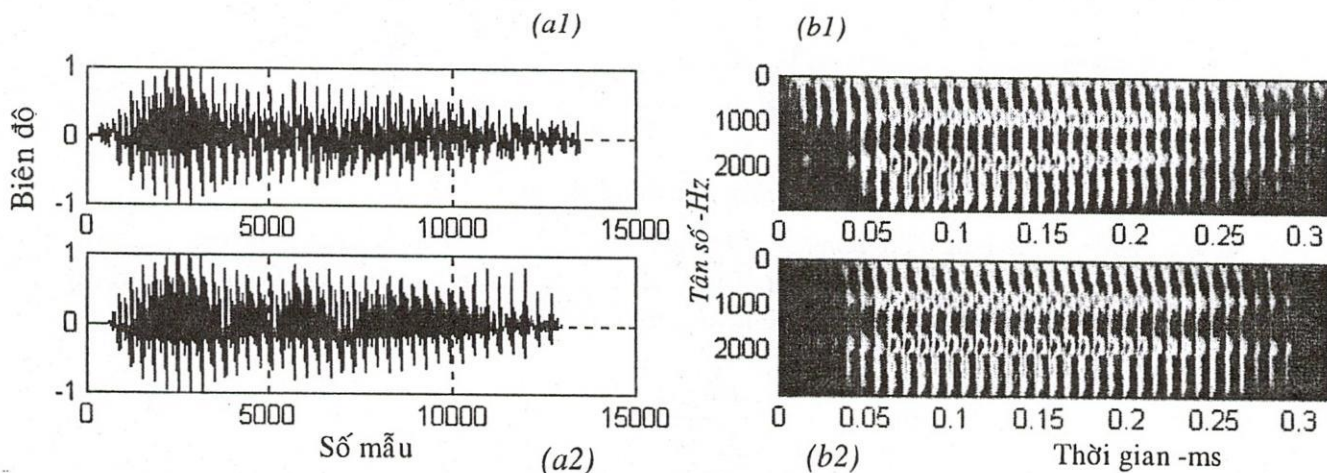 (a1)
(b1)
Biên độ
1
0
-1
0 5000 10000 15000
1
0
-1
0 5000 10000 15000
Số mẫu
(a2)
Tân số -Hz.
0
1000
2000
0 0.05 0.1 0.15 0.2 0.25 0.3
0
1000
2000
0 0.05 0.1 0.15 0.2 0.25 0.3
(b2)
Thời gian -ms